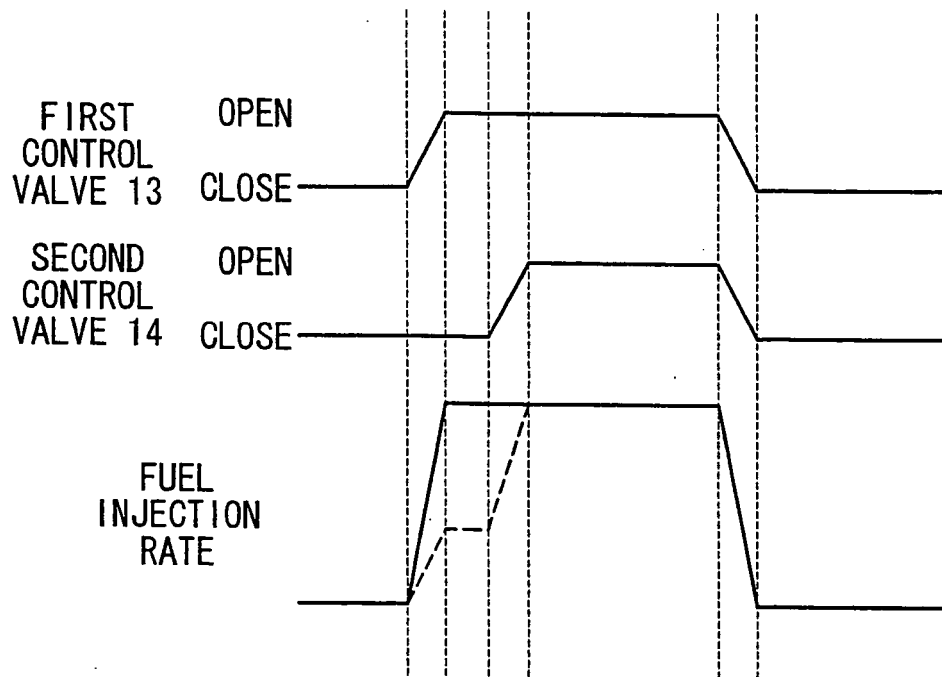 FIRST
CONTROL
VALVE 13
OPEN
CLOSE
SECOND
CONTROL
VALVE 14
OPEN
CLOSE
FUEL
INJECTION
RATE